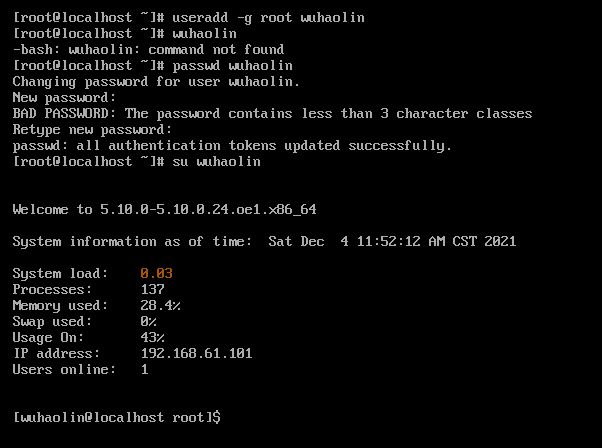 [root@localhost ~]# useradd -g root wuhaolin
[root@localhost ~]# wuhaolin
-bash: wuhaolin: command not found
[root@localhost ~]# passwd wuhaolin
Changing password for user wuhaolin.
New password:
BAD PASSWORD: The password contains less than 3 character classes
Retype new password:
passwd: all authentication tokens updated successfully.
[root@localhost ~]# su wuhaolin
Welcome to 5.10.0-5.10.0.24.oe1.x86_64
System information as of time:  Sat Dec  4 11:52:12 AM CST 2021
System load:    0.03
Processes:      137
Memory used:    28.4%
Swap used:      0%
Usage On:       43%
IP address:     192.168.61.101
Users online:   1
[wuhaolin@localhost root]$